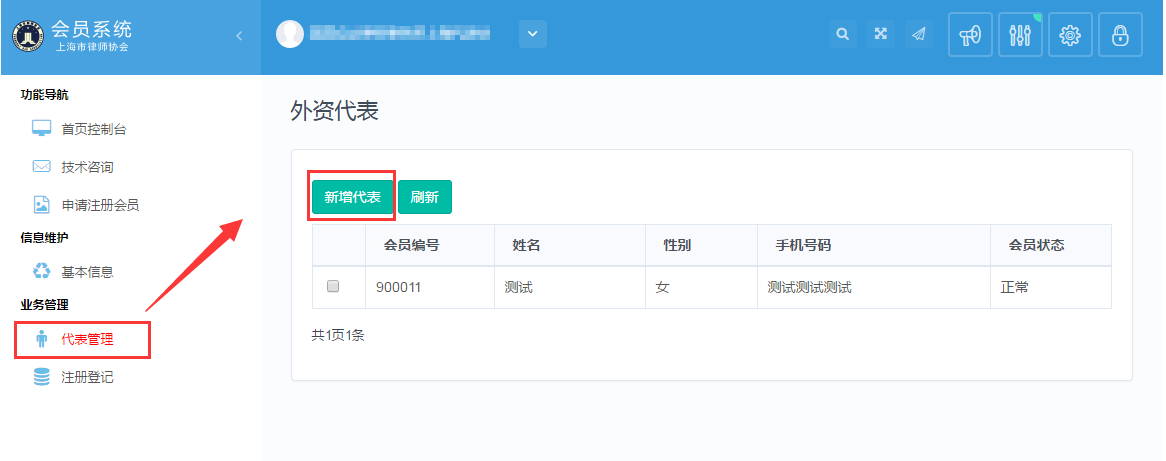 会员系统
上海市律师协会
功能导航
首页控制台
技术咨询
申请注册会员
信息维护
基本信息
业务管理
代表管理
注册登记
外资代表
新增代表 刷新
会员编号 姓名 性别 手机号码 会员状态
900011 测试 女 测试测试测试 正常
共1页1条